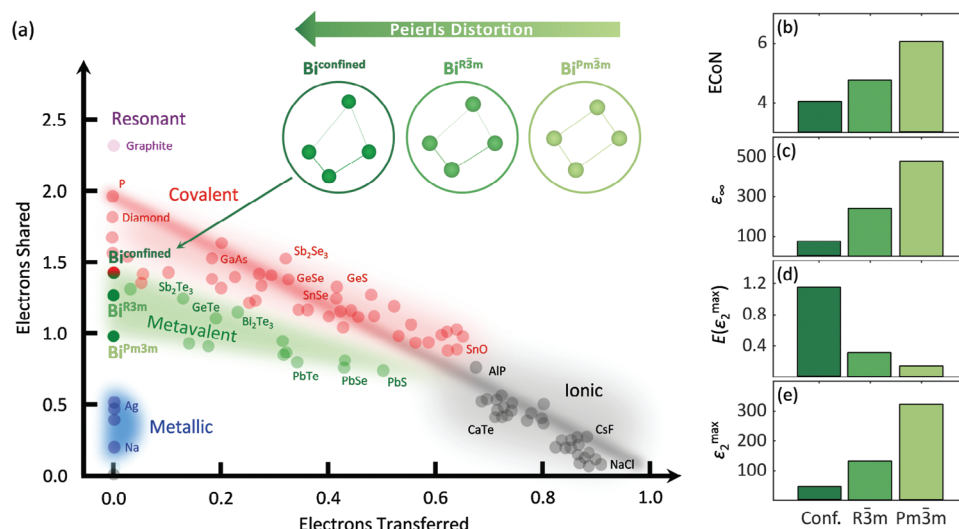 (a)
Peierls Distortion
Bi^confined
Bi^R3̄m
Bi^Pm3̄m
Electrons Shared
2.5
2.0
1.5
1.0
0.5
0.0
Resonant
Graphite
P
Covalent
Diamond
Bi^confined
GaAs
Sb₂Se₃
Sb₂Te₃
GeSe
GeS
Bi^R3m
GeTe
SnSe
Metavalent
BI₂Te₃
Bi^Pm3m
SnO
PbTe
PbSe
PbS
AlP
Ionic
Ag
Metallic
CaTe
CsF
Na
NaCl
0.0 0.2 0.4 0.6 0.8 1.0
Electrons Transferred
(b)
ECoN
6
4
(c)
ε∞
500
300
100
(d)
E(ε₂^max)
1.2
0.8
0.4
(e)
ε₂^max
300
200
100
Conf. R3̄m Pm3̄m